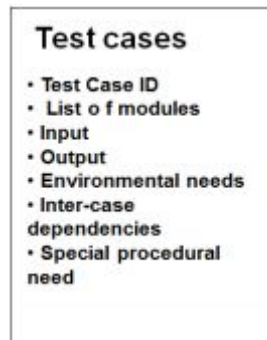 Test cases
• Test Case ID
• List o f modules
• Input
• Output
• Environmental needs
• Inter-case
dependencies
• Special procedural
need